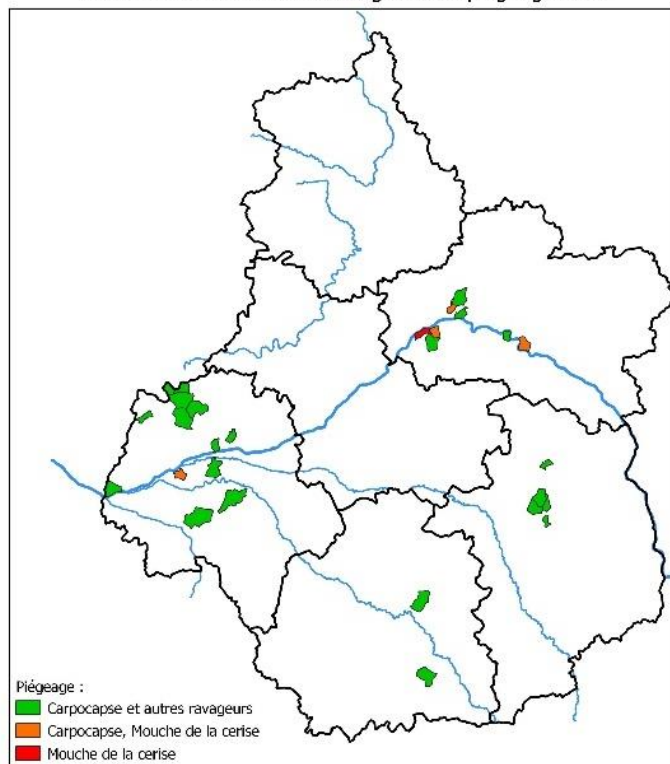 Piégeage :
Carpocapse et autres ravageurs
Carpocapse, Mouche de la cerise
Mouche de la cerise